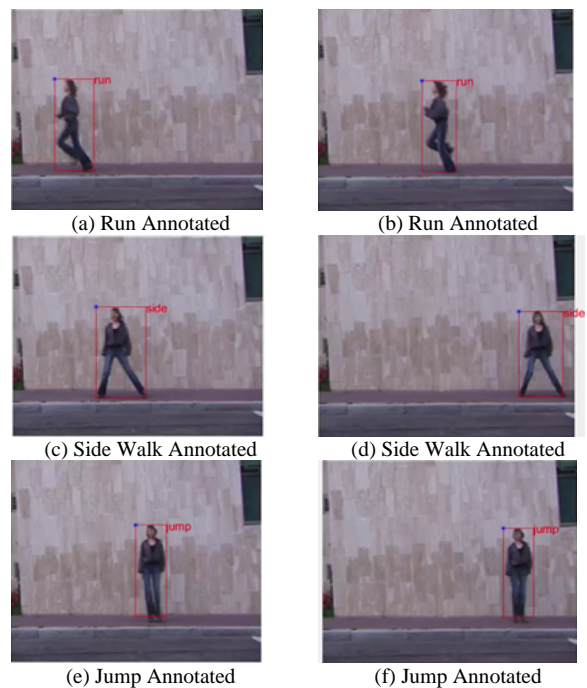 run
run
(a) Run Annotated
(b) Run Annotated
side
side
(c) Side Walk Annotated
(d) Side Walk Annotated
jump
jump
(e) Jump Annotated
(f) Jump Annotated